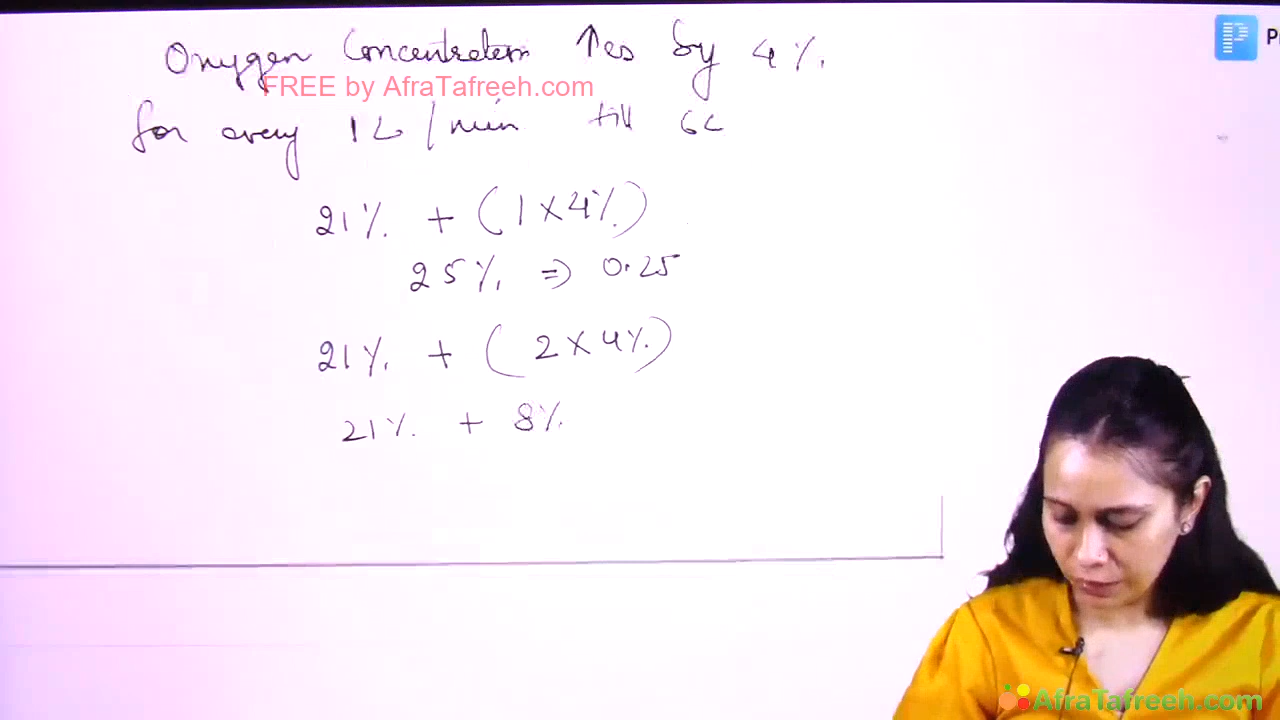 Oxygen Concentration ↑es by 4%.
FREE by AfraTafreeh.com
for every 1L/min till 6L
21% + (1×4%)
25% ⇒ 0.25
21% + (2×4%)
21% + 8%
AfraTafreeh.com